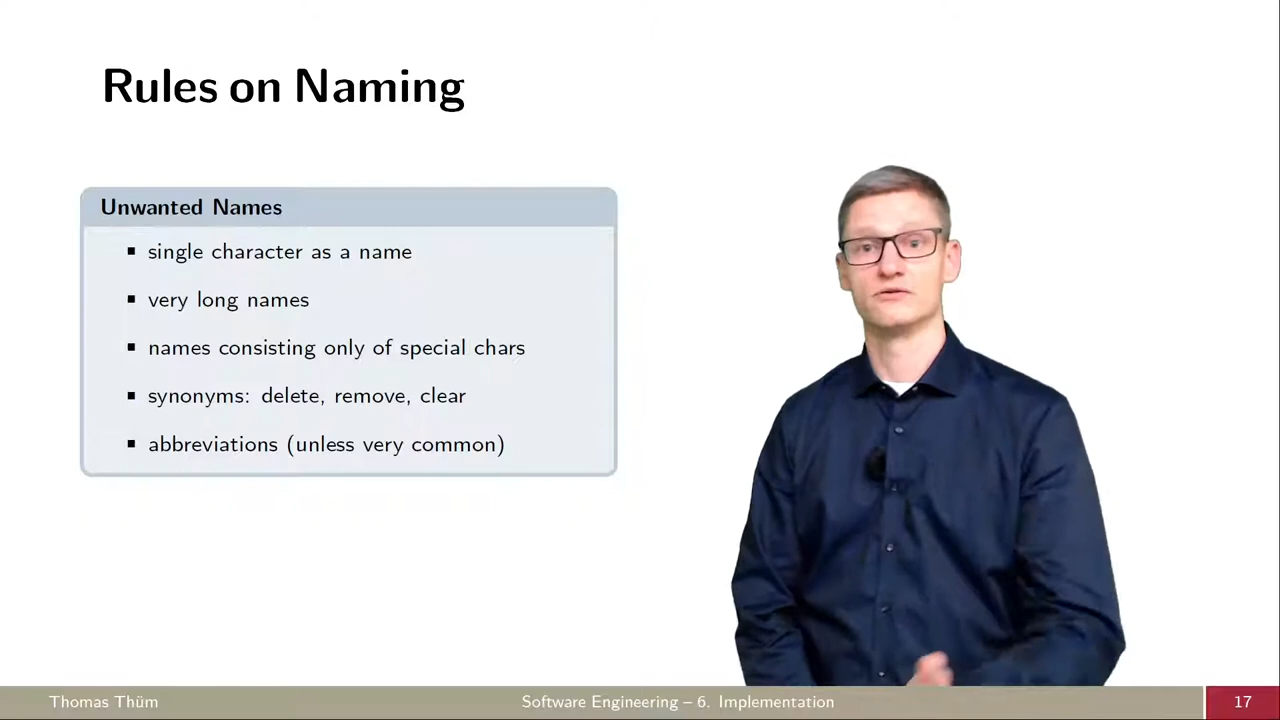 Rules on Naming
Unwanted Names
▪ single character as a name
▪ very long names
▪ names consisting only of special chars
▪ synonyms: delete, remove, clear
▪ abbreviations (unless very common)
Thomas Thüm
Software Engineering – 6. Implementation
17